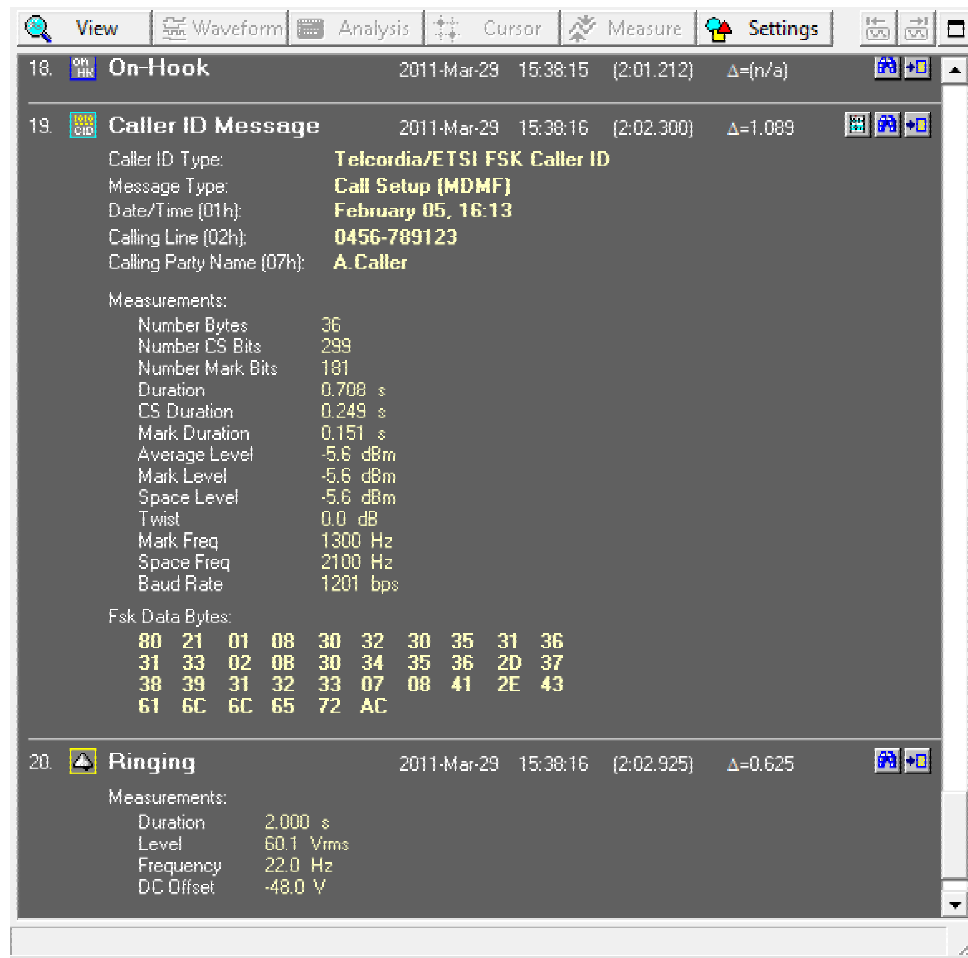 View Waveform Analysis Cursor Measure Settings
18. ON HK On-Hook 2011-Mar-29 15:38:15 (2:01.212) Δ=(n/a)
19. 1010 CID Caller ID Message 2011-Mar-29 15:38:16 (2:02.300) Δ=1.089
Caller ID Type: Telcordia/ETSI FSK Caller ID
Message Type: Call Setup (MDMF)
Date/Time (01h): February 05, 16:13
Calling Line (02h): 0456-789123
Calling Party Name (07h): A.Caller
Measurements:
Number Bytes 36
Number CS Bits 299
Number Mark Bits 181
Duration 0.708 s
CS Duration 0.249 s
Mark Duration 0.151 s
Average Level -5.6 dBm
Mark Level -5.6 dBm
Space Level -5.6 dBm
Twist 0.0 dB
Mark Freq 1300 Hz
Space Freq 2100 Hz
Baud Rate 1201 bps
Fsk Data Bytes:
80 21 01 08 30 32 30 35 31 36
31 33 02 0B 30 34 35 36 2D 37
38 39 31 32 33 07 08 41 2E 43
61 6C 6C 65 72 AC
20. Ringing 2011-Mar-29 15:38:16 (2:02.925) Δ=0.625
Measurements:
Duration 2.000 s
Level 60.1 Vrms
Frequency 22.0 Hz
DC Offset -48.0 V